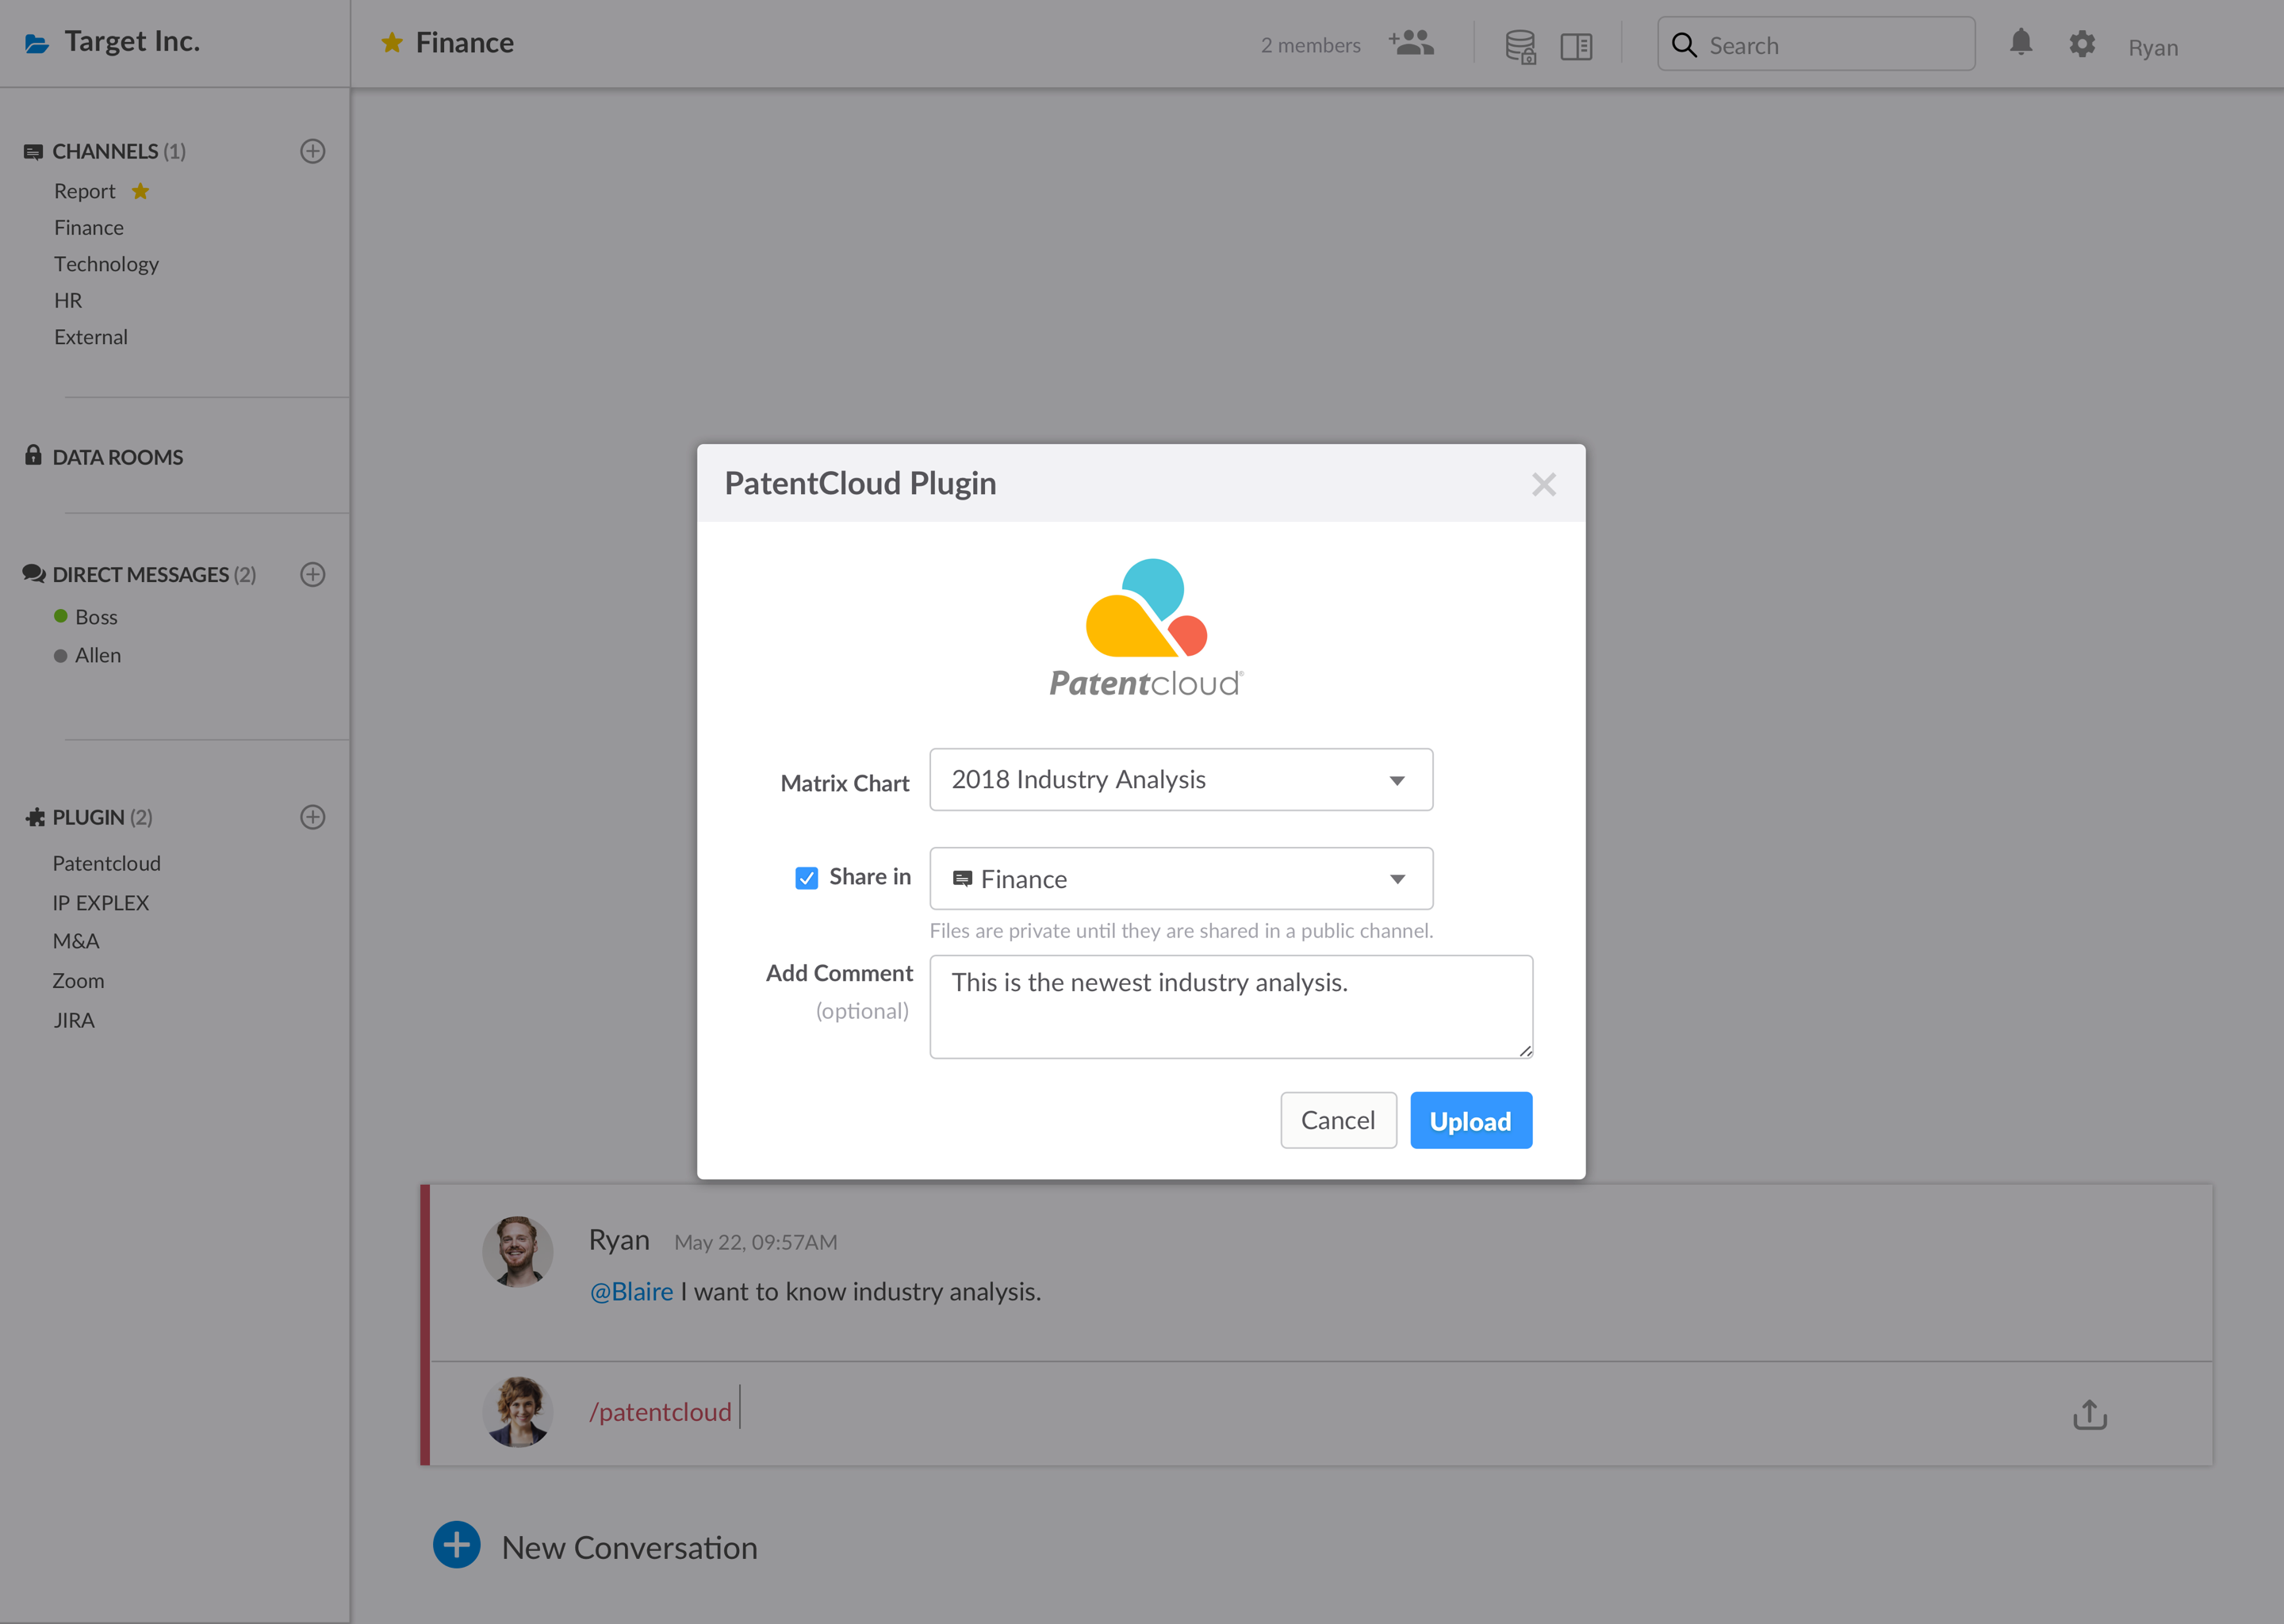 Target Inc.
Finance
2 members
Search
Ryan
CHANNELS (1)
Report
Finance
Technology
HR
External
DATA ROOMS
DIRECT MESSAGES (2)
Boss
Allen
PLUGIN (2)
Patentcloud
IP EXPLEX
M&A
Zoom
JIRA
PatentCloud Plugin
Patentcloud®
Matrix Chart
2018 Industry Analysis
Share in
Finance
Files are private until they are shared in a public channel.
Add Comment
(optional)
This is the newest industry analysis.
Cancel
Upload
Ryan May 22, 09:57AM
@Blaire I want to know industry analysis.
/patentcloud
New Conversation